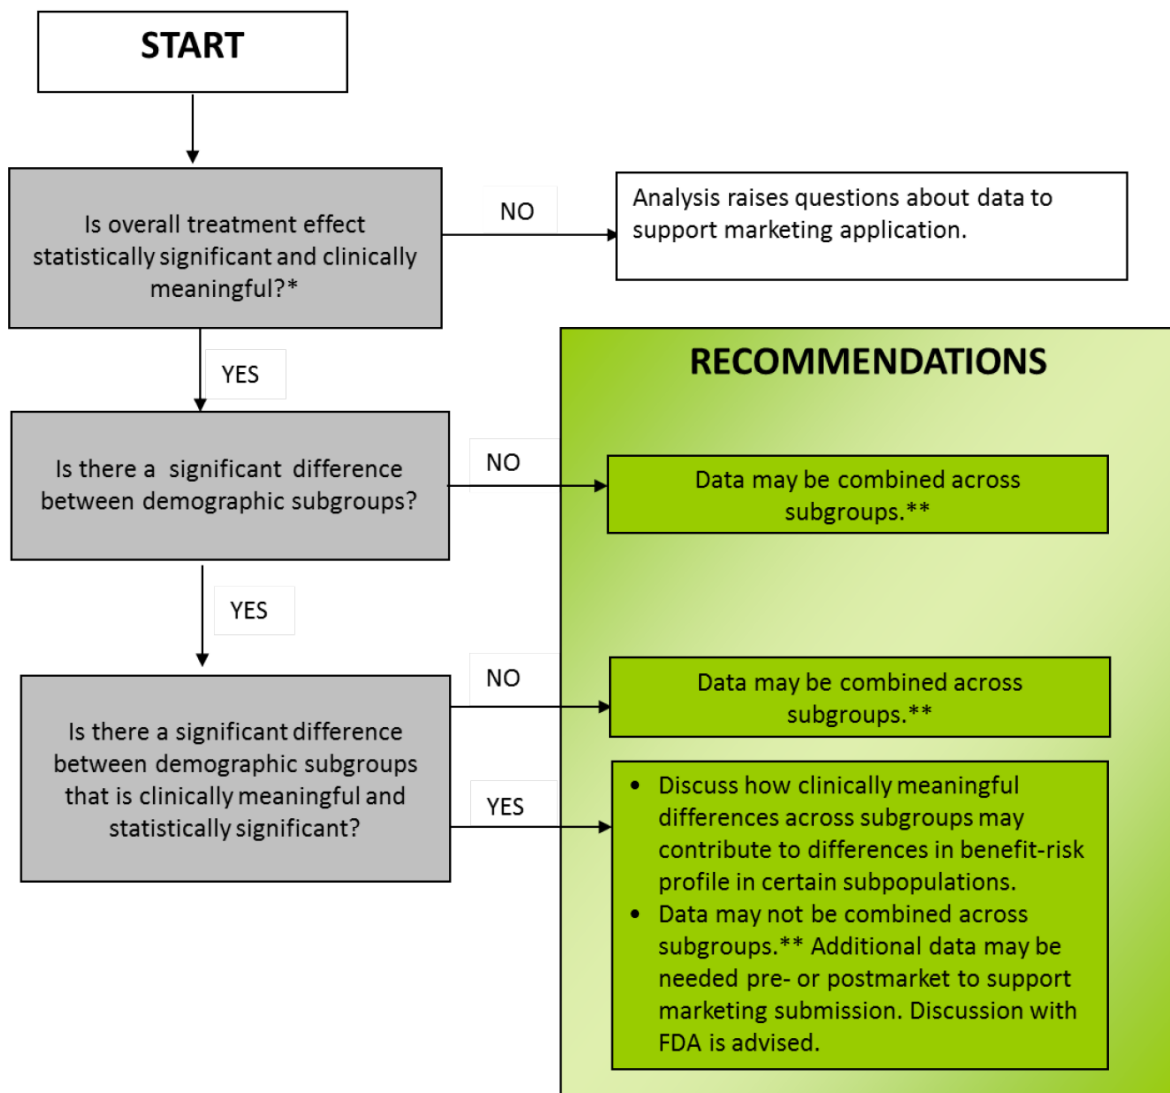 START
Is overall treatment effect
statistically significant and clinically
meaningful?*
NO
Analysis raises questions about data to
support marketing application.
YES
RECOMMENDATIONS
Is there a significant difference
between demographic subgroups?
NO
Data may be combined across
subgroups.**
YES
Is there a significant difference
between demographic subgroups
that is clinically meaningful and
statistically significant?
NO
Data may be combined across
subgroups.**
YES
• Discuss how clinically meaningful
differences across subgroups may
contribute to differences in benefit-risk
profile in certain subpopulations.
• Data may not be combined across
subgroups.** Additional data may be
needed pre- or postmarket to support
marketing submission. Discussion with
FDA is advised.